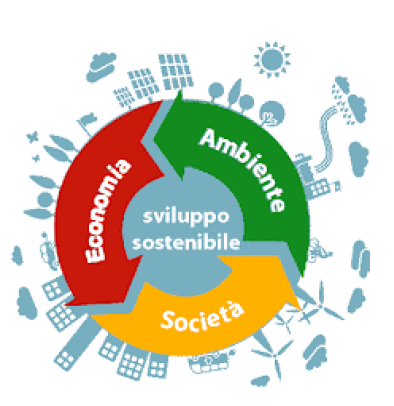 Ambiente
Economia
sviluppo
sostenibile
Società